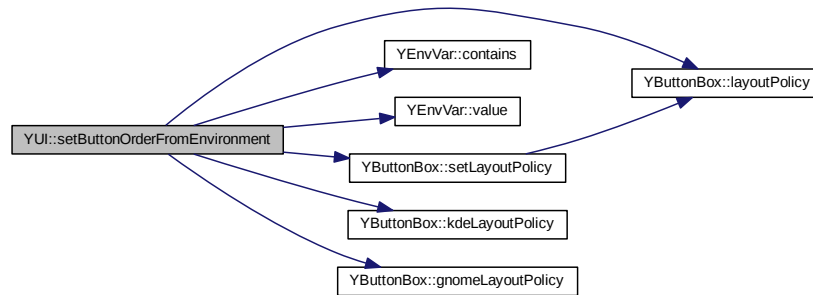 YUI::setButtonOrderFromEnvironment
YEnvVar::contains
YEnvVar::value
YButtonBox::setLayoutPolicy
YButtonBox::kdeLayoutPolicy
YButtonBox::gnomeLayoutPolicy
YButtonBox::layoutPolicy